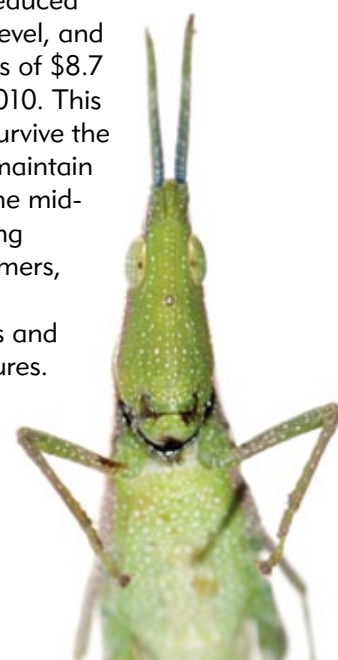 educed
evel, and
s of $8.7
010. This
urvive the
maintain
he mid-
ng
mers,
s and
ures.